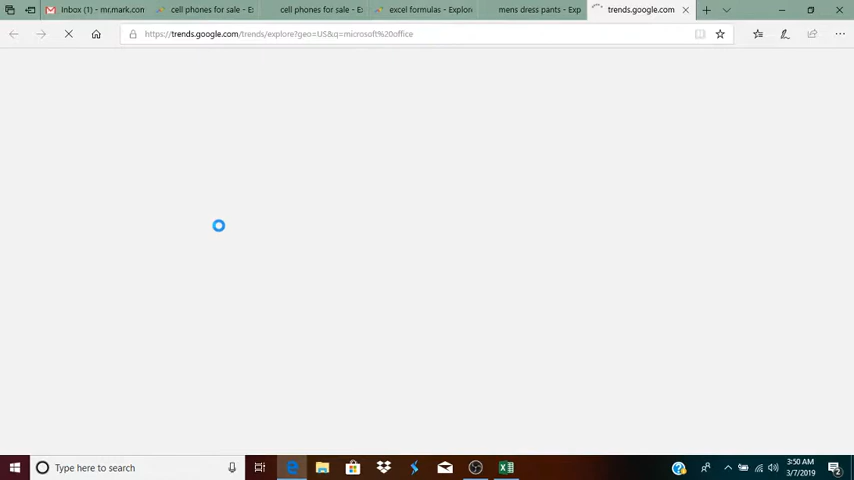 Inbox (1) - mr.mark.com
cell phones for sale - E
cell phones for sale - E
excel formulas - Explore
mens dress pants - Exp
trends.google.com
https://trends.google.com/trends/explore?geo=US&q=microsoft%20office
Type here to search
3:50 AM
3/7/2019
2